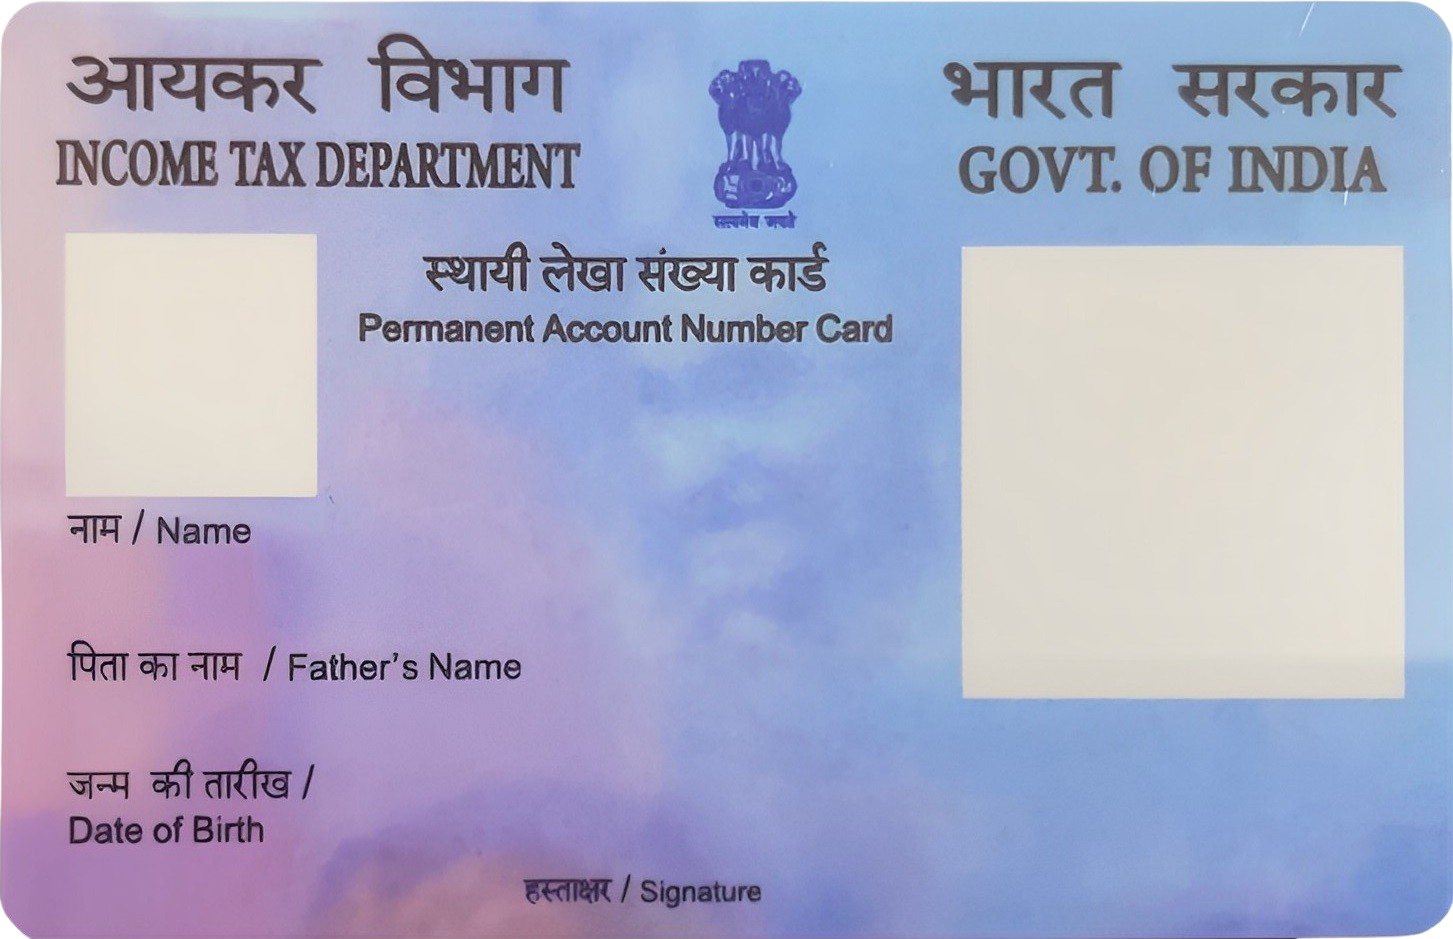 आयकर विभाग
INCOME TAX DEPARTMENT
सत्यमेव जयते
भारत सरकार
GOVT. OF INDIA
स्थायी लेखा संख्या कार्ड
Permanent Account Number Card
नाम / Name
पिता का नाम / Father's Name
जन्म की तारीख /
Date of Birth
हस्ताक्षर / Signature